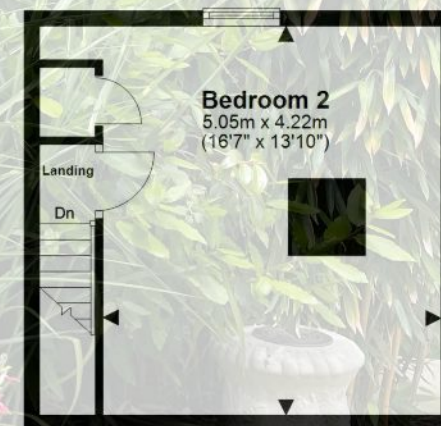 Bedroom 2
5.05m x 4.22m
(16'7" x 13'10")
Landing
Dn